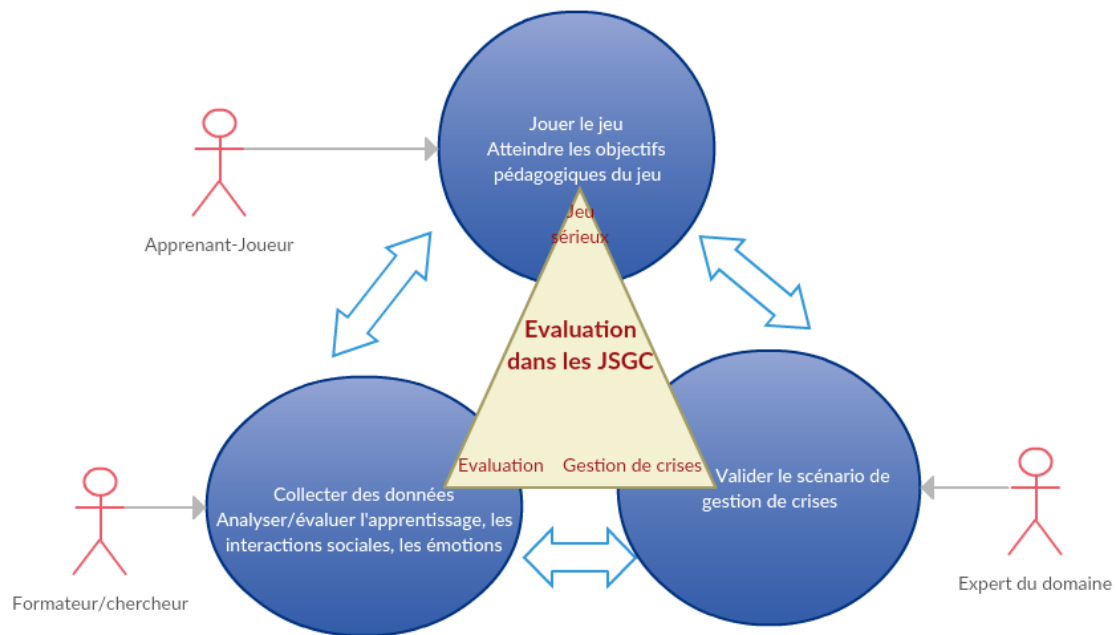 Jouer le jeu
Atteindre les objectifs
pédagogiques du jeu
Jeu
sérieux
Apprenant-Joueur
Evaluation
dans les JSGC
Evaluation
Gestion de crises
Collecter des données
Analyser/évaluer l'apprentissage, les
interactions sociales, les émotions
Valider le scénario de
gestion de crises
Formateur/chercheur
Expert du domaine